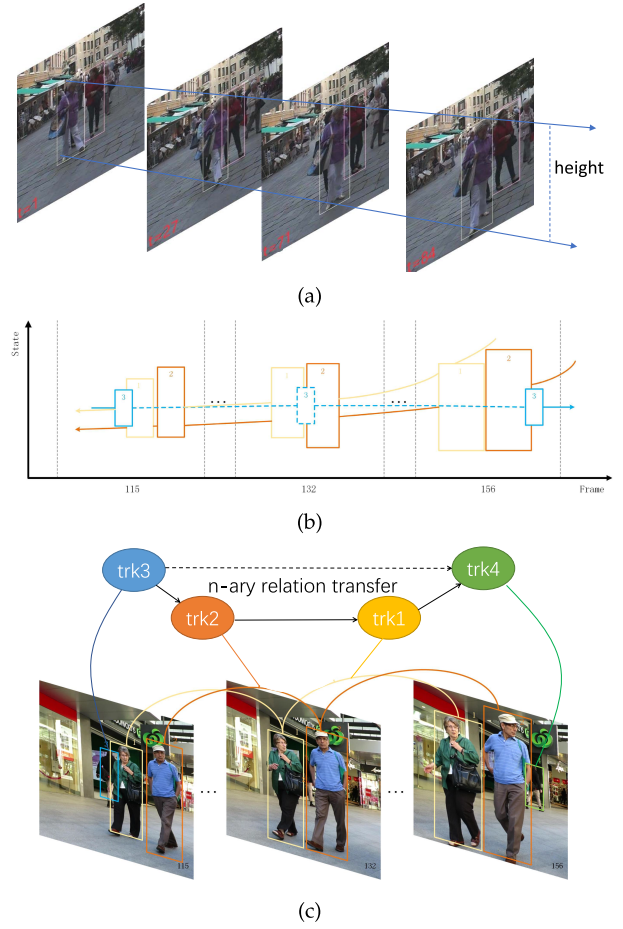 height
(a)
State
3
1
2
...
1
3
2
...
1
2
3
115
132
156
Frame
(b)
trk3
trk4
n-ary relation transfer
trk2
trk1
...
...
115
132
156
(c)